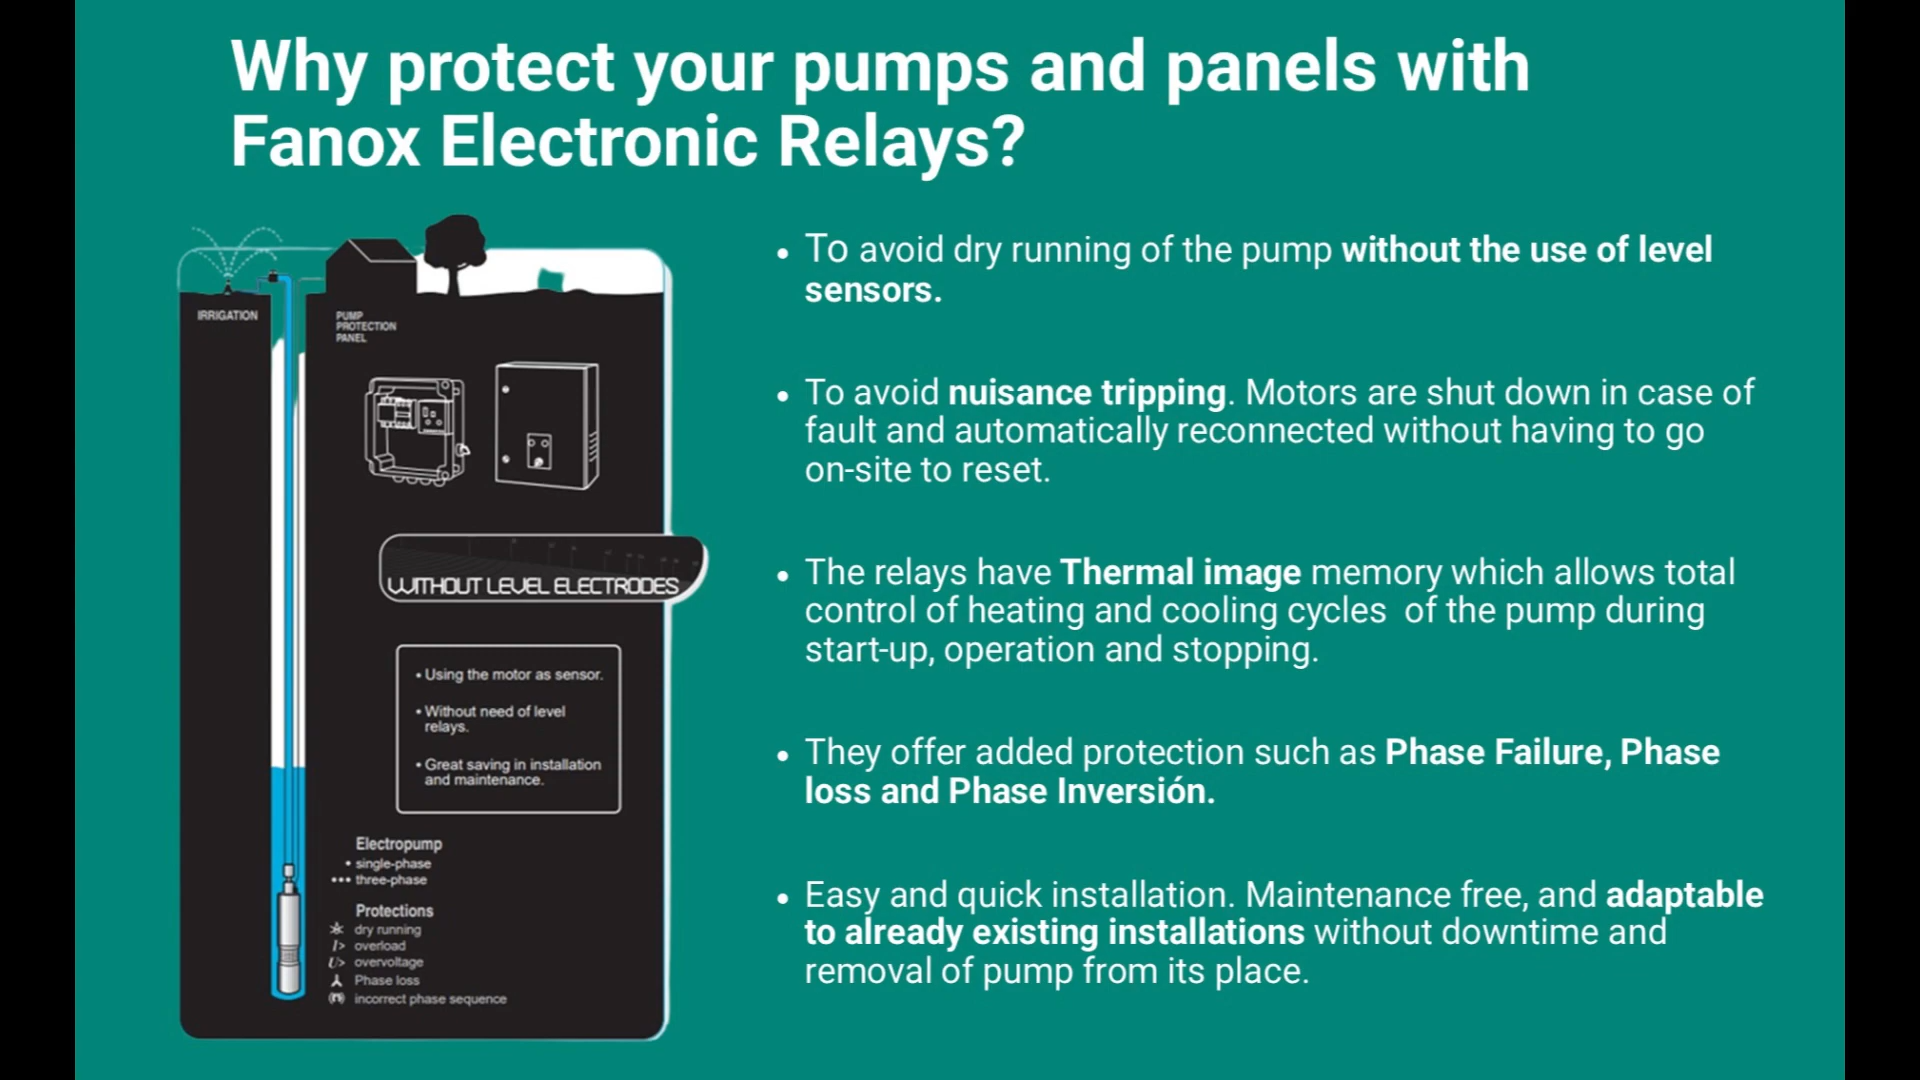 Why protect your pumps and panels with
Fanox Electronic Relays?
IRRIGATION
PUMP
PROTECTION
PANEL
WITHOUT LEVEL ELECTRODES
• Using the motor as sensor.
• Without need of level
relays.
• Great saving in installation
and maintenance.
Electropump
• single-phase
••• three-phase
Protections
dry running
I> overload
U> overvoltage
Phase loss
incorrect phase sequence
• To avoid dry running of the pump without the use of level
sensors.
• To avoid nuisance tripping. Motors are shut down in case of
fault and automatically reconnected without having to go
on-site to reset.
• The relays have Thermal image memory which allows total
control of heating and cooling cycles of the pump during
start-up, operation and stopping.
• They offer added protection such as Phase Failure, Phase
loss and Phase Inversión.
• Easy and quick installation. Maintenance free, and adaptable
to already existing installations without downtime and
removal of pump from its place.